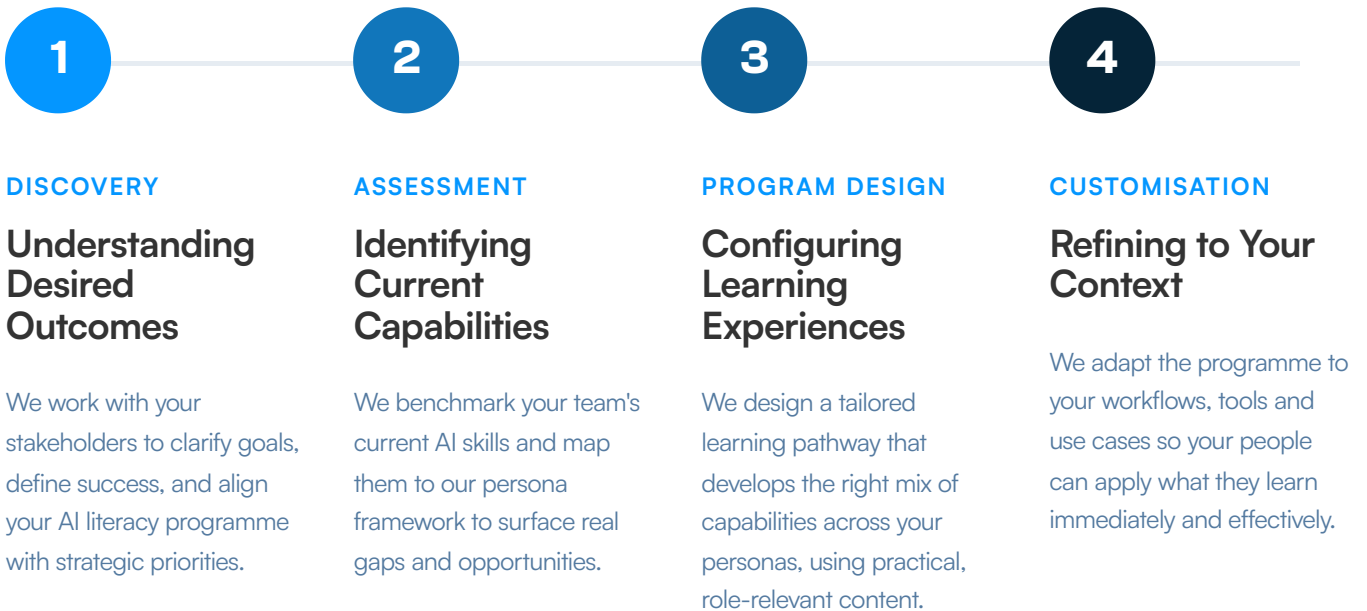 1
2
3
4
DISCOVERY
Understanding
Desired
Outcomes
We work with your
stakeholders to clarify goals,
define success, and align
your AI literacy programme
with strategic priorities.
ASSESSMENT
Identifying
Current
Capabilities
We benchmark your team's
current AI skills and map
them to our persona
framework to surface real
gaps and opportunities.
PROGRAM DESIGN
Configuring
Learning
Experiences
We design a tailored
learning pathway that
develops the right mix of
capabilities across your
personas, using practical,
role-relevant content.
CUSTOMISATION
Refining to Your
Context
We adapt the programme to
your workflows, tools and
use cases so your people
can apply what they learn
immediately and effectively.